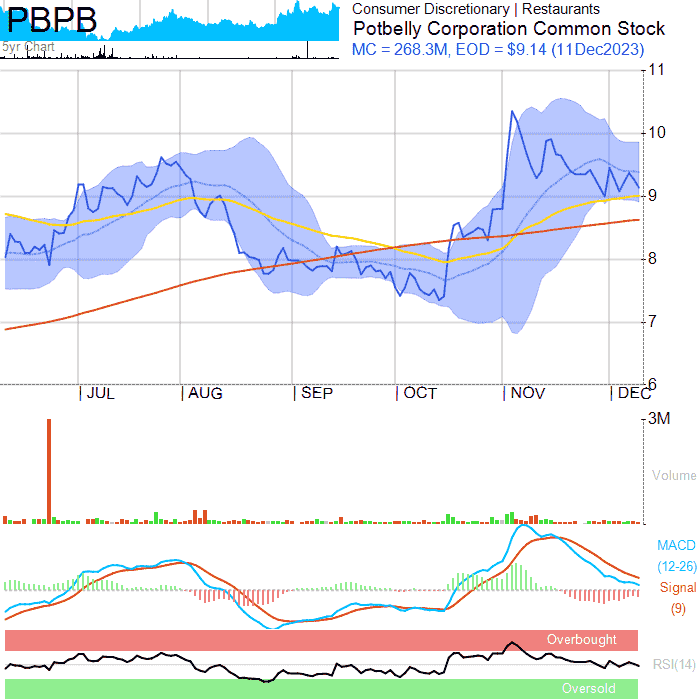 PBPB
5yr Chart
Consumer Discretionary | Restaurants
Potbelly Corporation Common Stock
MC = 268.3M, EOD = $9.14 (11Dec2023)
11
10
9
8
7
6
JUL AUG SEP OCT NOV DEC
3M
Volume
MACD
(12-26)
Signal
(9)
Overbought
RSI(14)
Oversold